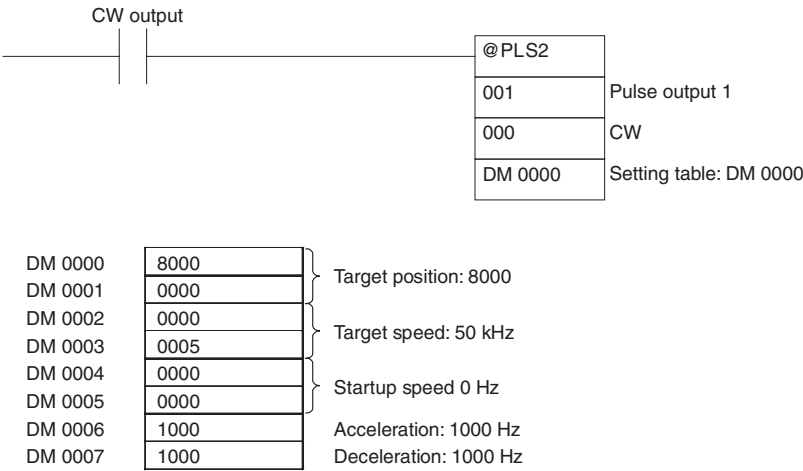 CW output
@PLS2
001 Pulse output 1
000 CW
DM 0000 Setting table: DM 0000
DM 0000 8000
Target position: 8000
DM 0001 0000
DM 0002 0000
Target speed: 50 kHz
DM 0003 0005
DM 0004 0000
Startup speed 0 Hz
DM 0005 0000
DM 0006 1000 Acceleration: 1000 Hz
DM 0007 1000 Deceleration: 1000 Hz